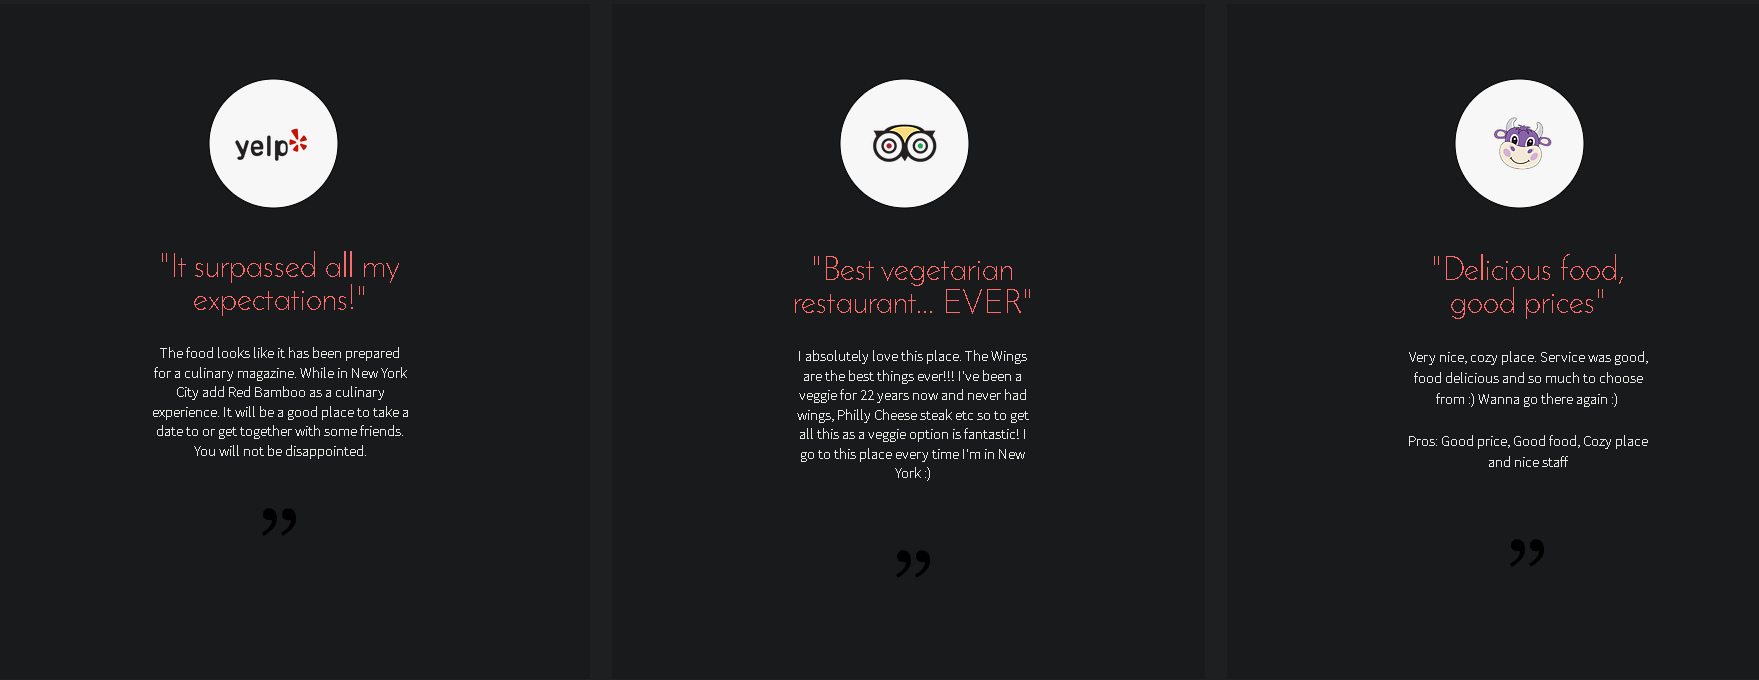 yelp
"It surpassed all my
expectations!"
The food looks like it has been prepared
for a culinary magazine. While in New York
City add Red Bamboo as a culinary
experience. It will be a good place to take a
date to or get together with some friends.
You will not be disappointed.
”
"Best vegetarian
restaurant... EVER"
I absolutely love this place. The Wings
are the best things ever!!! I've been a
veggie for 22 years now and never had
wings, Philly Cheese steak etc so to get
all this as a veggie option is fantastic! I
go to this place every time I'm in New
York :)
”
"Delicious food,
good prices"
Very nice, cozy place. Service was good,
food delicious and so much to choose
from :) Wanna go there again :)
Pros: Good price, Good food, Cozy place
and nice staff
”